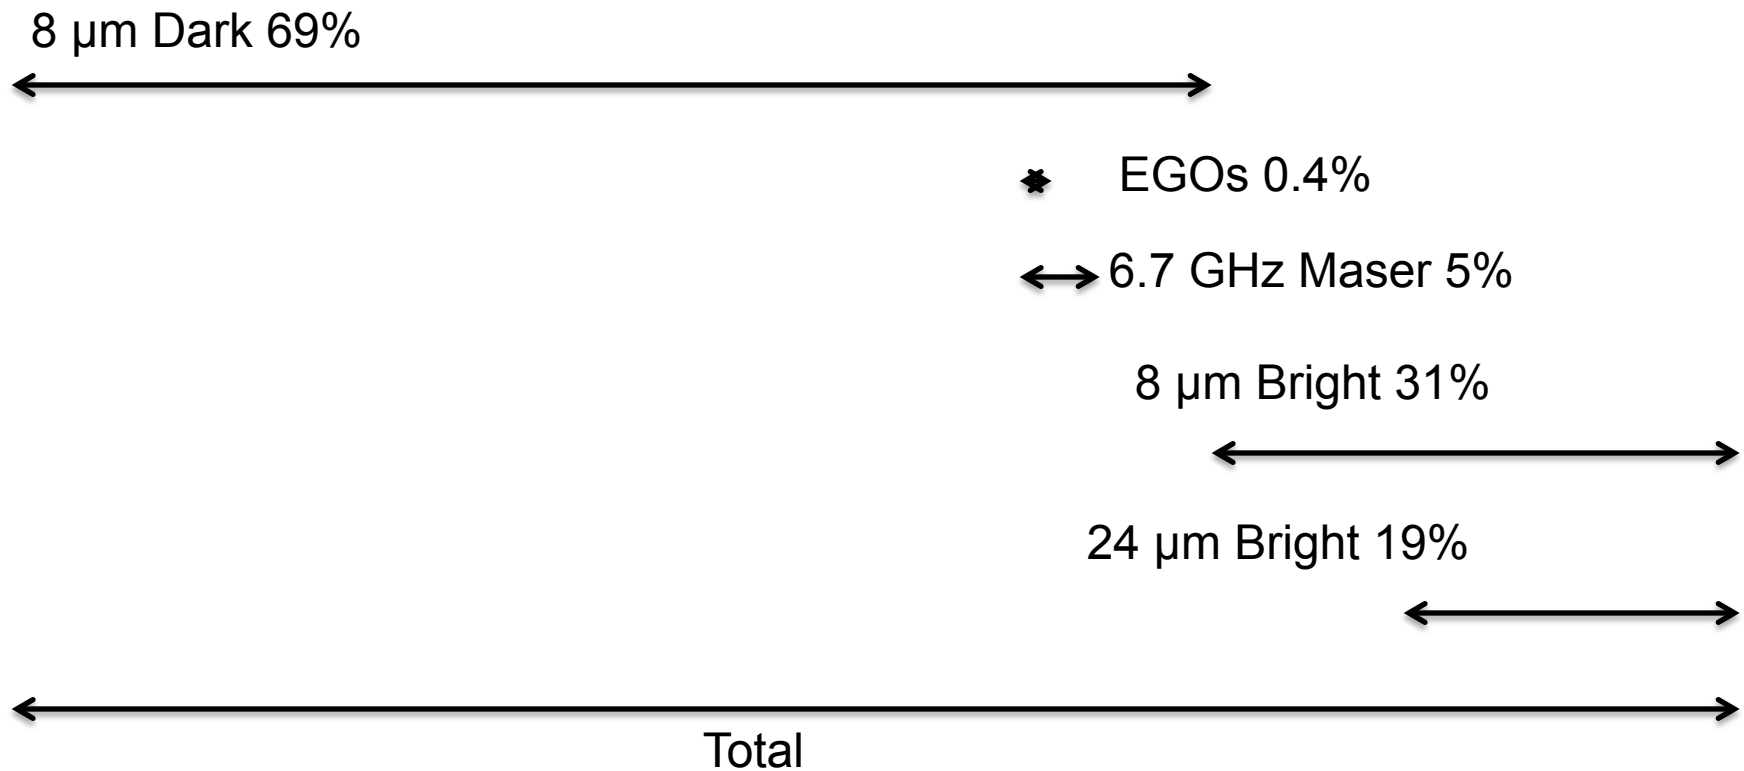 8 µm Dark 69%
EGOs 0.4%
6.7 GHz Maser 5%
8 µm Bright 31%
24 µm Bright 19%
Total